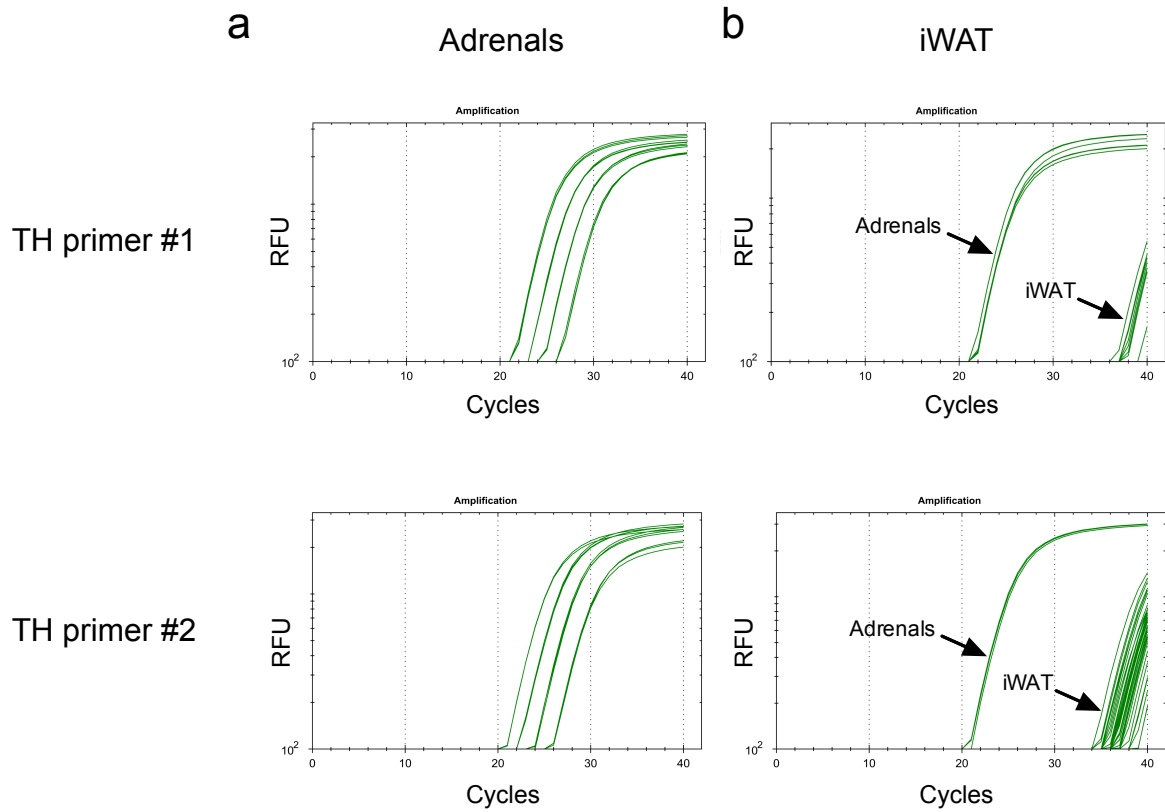 a
Adrenals
b
iWAT
TH primer #1
Amplification
RFU
10²
0 10 20 30 40
Cycles
Amplification
RFU
Adrenals
iWAT
10²
0 10 20 30 40
Cycles
TH primer #2
Amplification
RFU
10²
0 10 20 30 40
Cycles
Amplification
RFU
Adrenals
iWAT
10²
0 10 20 30 40
Cycles